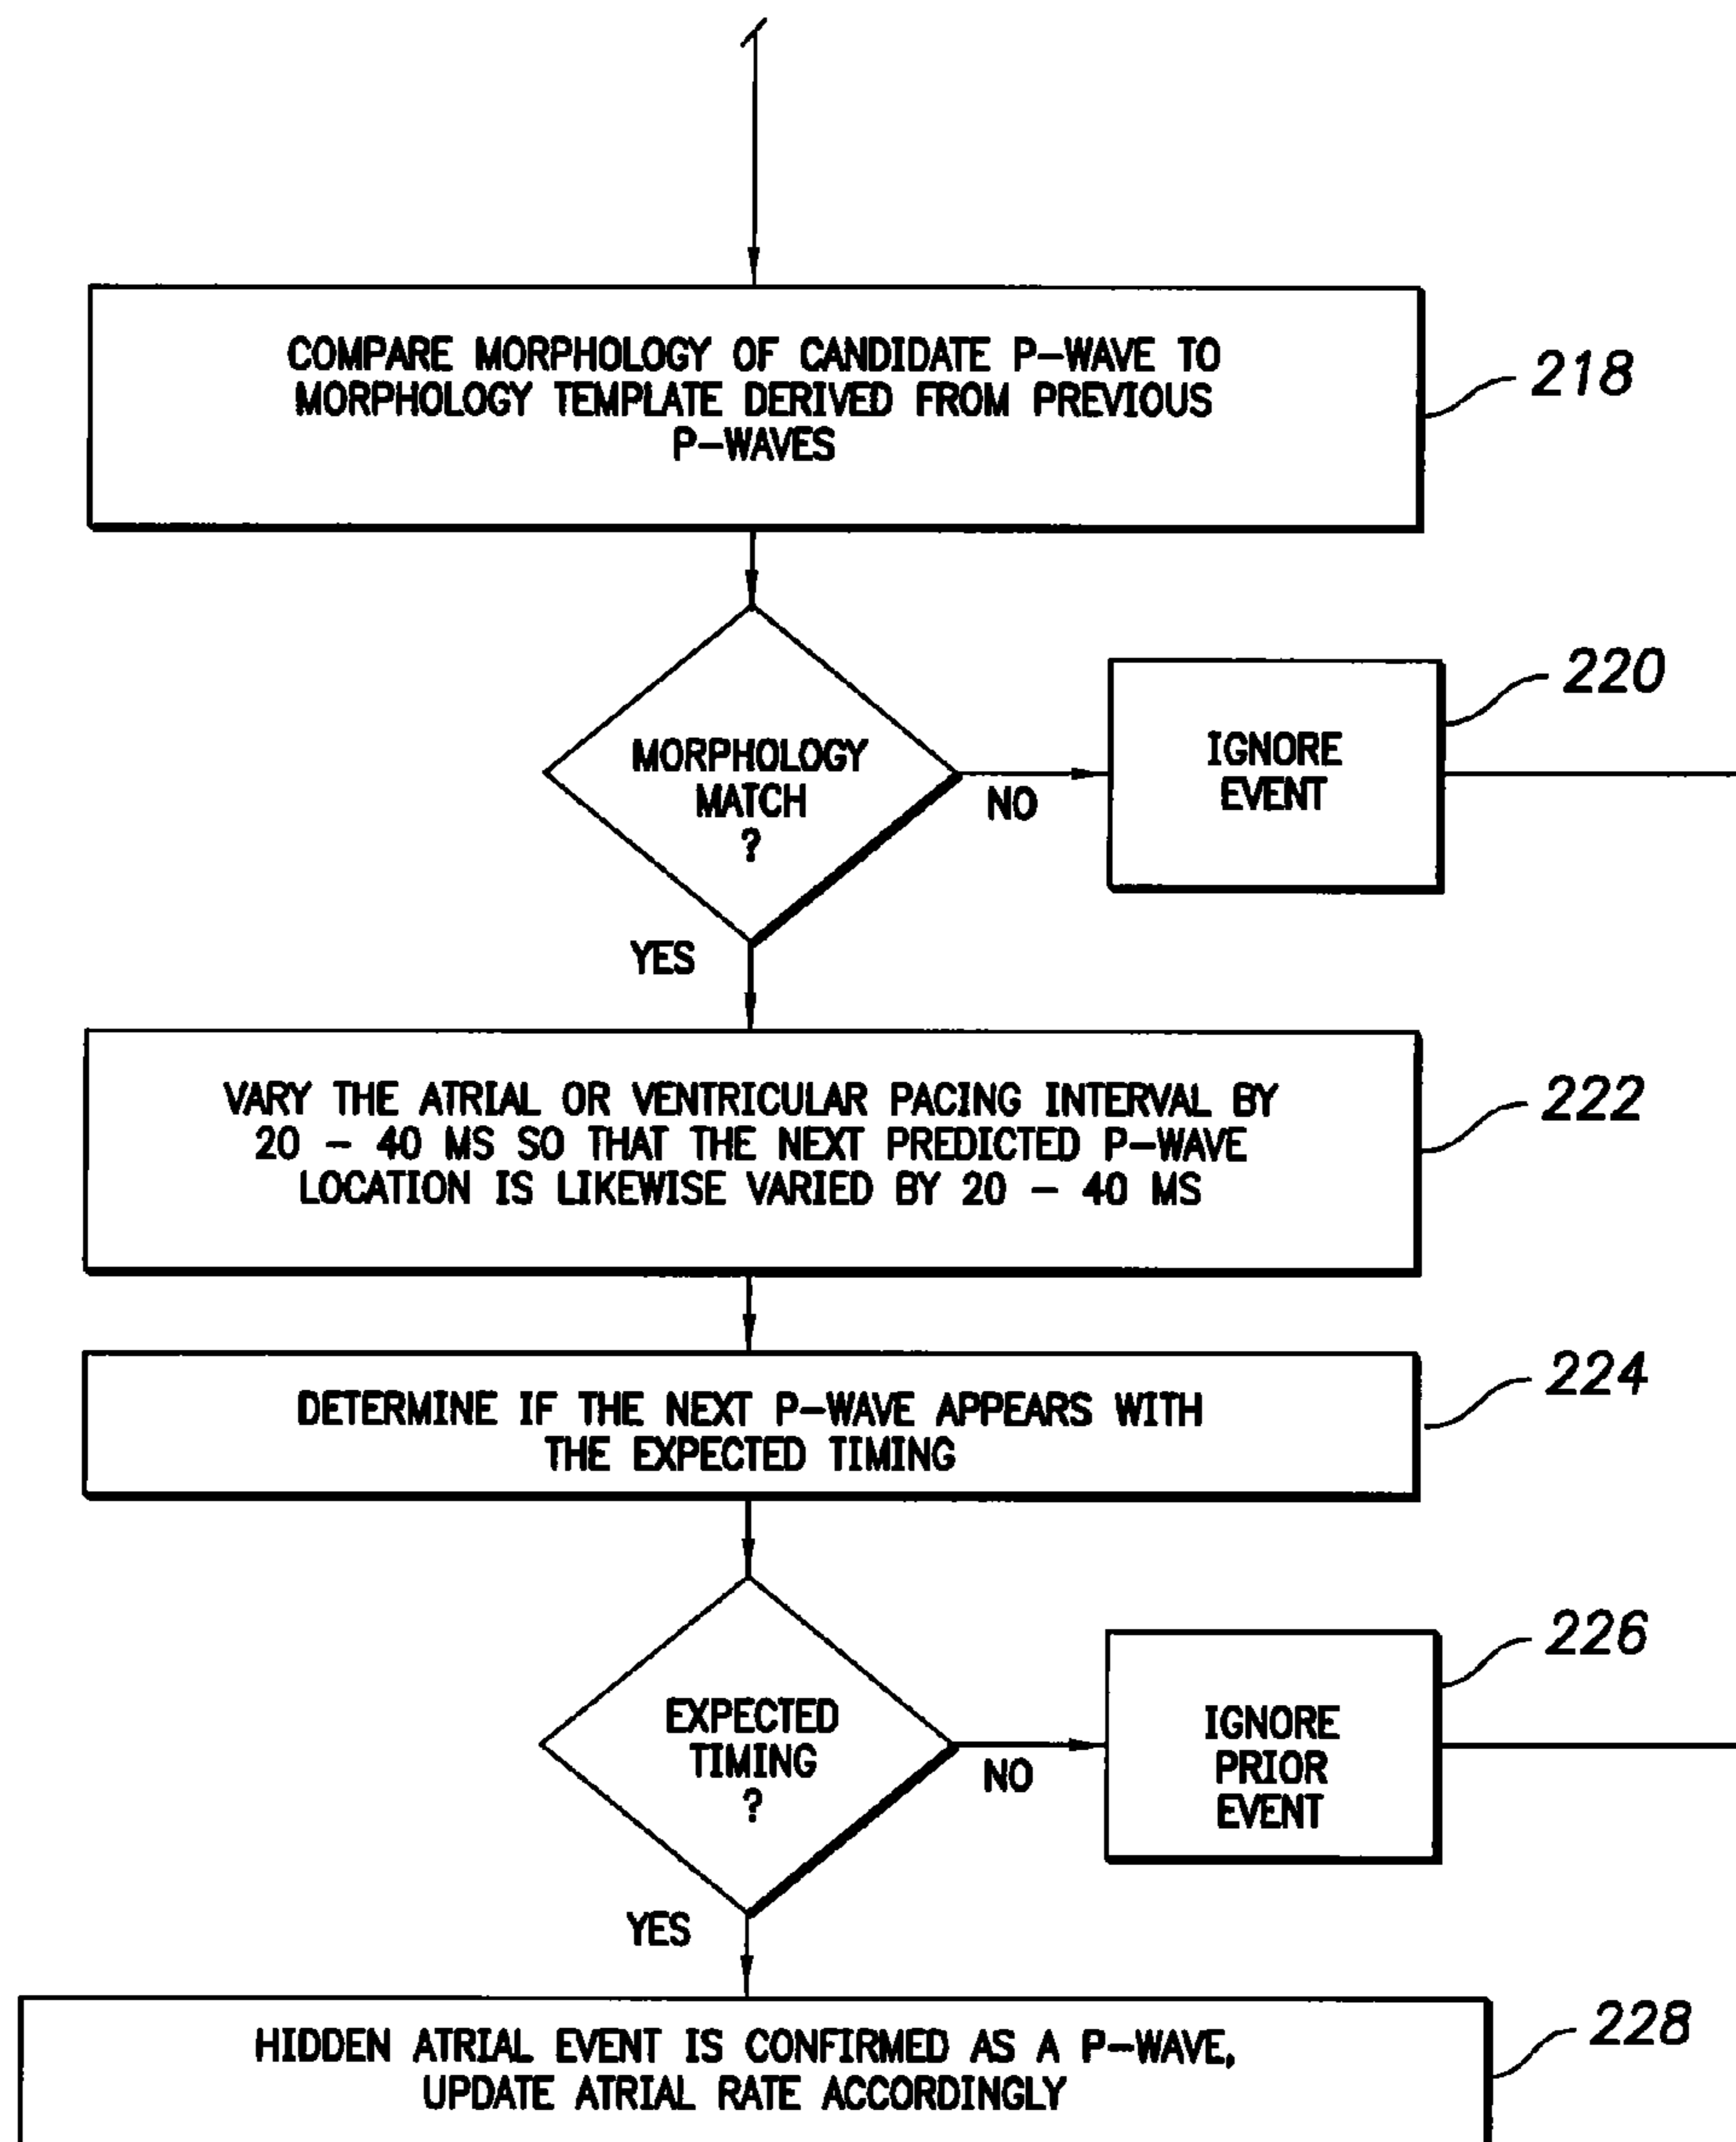 COMPARE MORPHOLOGY OF CANDIDATE P-WAVE TO
MORPHOLOGY TEMPLATE DERIVED FROM PREVIOUS
P-WAVES
218
MORPHOLOGY
MATCH
?
NO
IGNORE
EVENT
220
YES
VARY THE ATRIAL OR VENTRICULAR PACING INTERVAL BY
20 - 40 MS SO THAT THE NEXT PREDICTED P-WAVE
LOCATION IS LIKEWISE VARIED BY 20 - 40 MS
222
DETERMINE IF THE NEXT P-WAVE APPEARS WITH
THE EXPECTED TIMING
224
EXPECTED
TIMING
?
NO
IGNORE
PRIOR
EVENT
226
YES
HIDDEN ATRIAL EVENT IS CONFIRMED AS A P-WAVE,
UPDATE ATRIAL RATE ACCORDINGLY
228